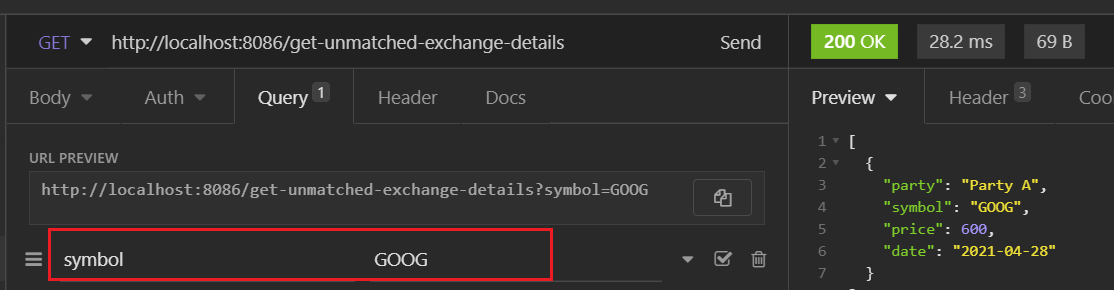 GET http://localhost:8086/get-unmatched-exchange-details Send
Body Auth Query 1 Header Docs
URL PREVIEW
http://localhost:8086/get-unmatched-exchange-details?symbol=GOOG
symbol GOOG
200 OK 28.2 ms 69 B
Preview Header 3 Coo
1 [
2 {
3 "party": "Party A",
4 "symbol": "GOOG",
5 "price": 600,
6 "date": "2021-04-28"
7 }